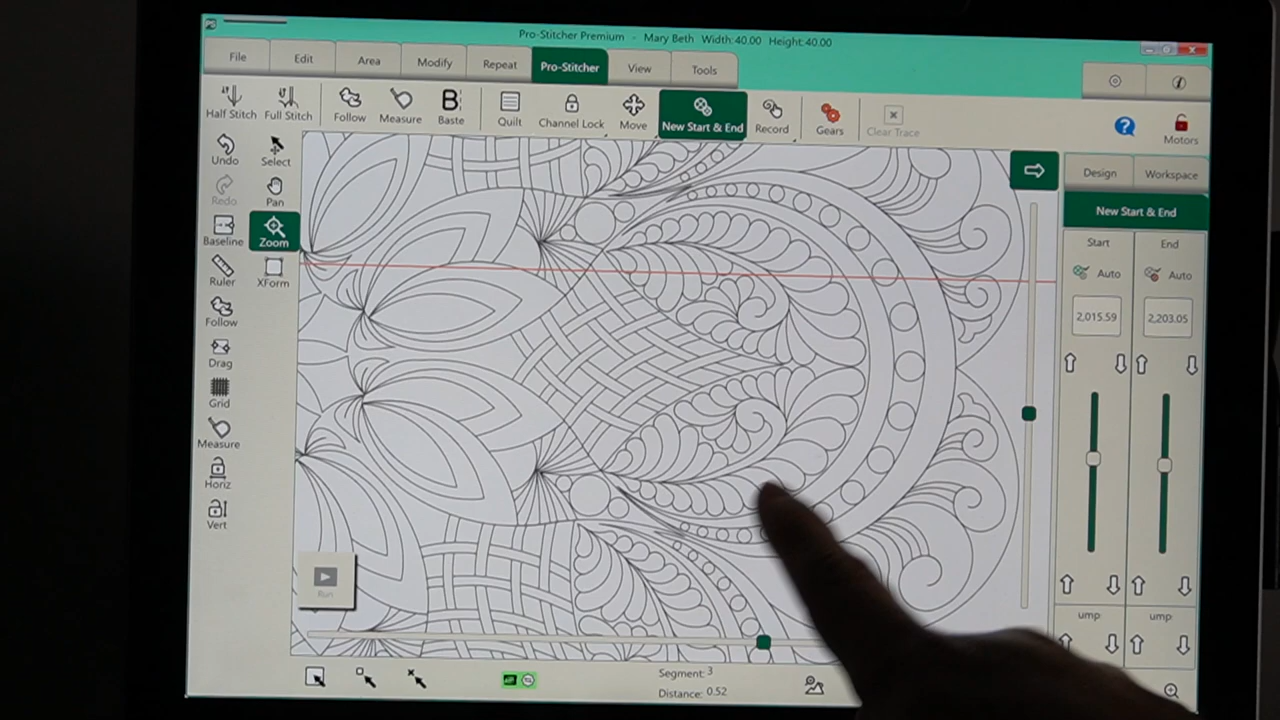 Pro-Stitcher Premium - Mary Beth Width:40.00 Height:40.00
File Edit Area Modify Repeat Pro-Stitcher View Tools
Half Stitch Full Stitch Follow Measure Baste Quilt Channel Lock Move New Start & End Record Gears Clear Trace Motors
Undo Select
Redo Pan
Baseline Zoom
Ruler XForm
Follow
Drag
Grid
Measure
Horiz
Vert
Design Workspace
New Start & End
Start End
Auto Auto
2,015.59 2,203.05
ump ump
Run
Segment: 3
Distance: 0.52